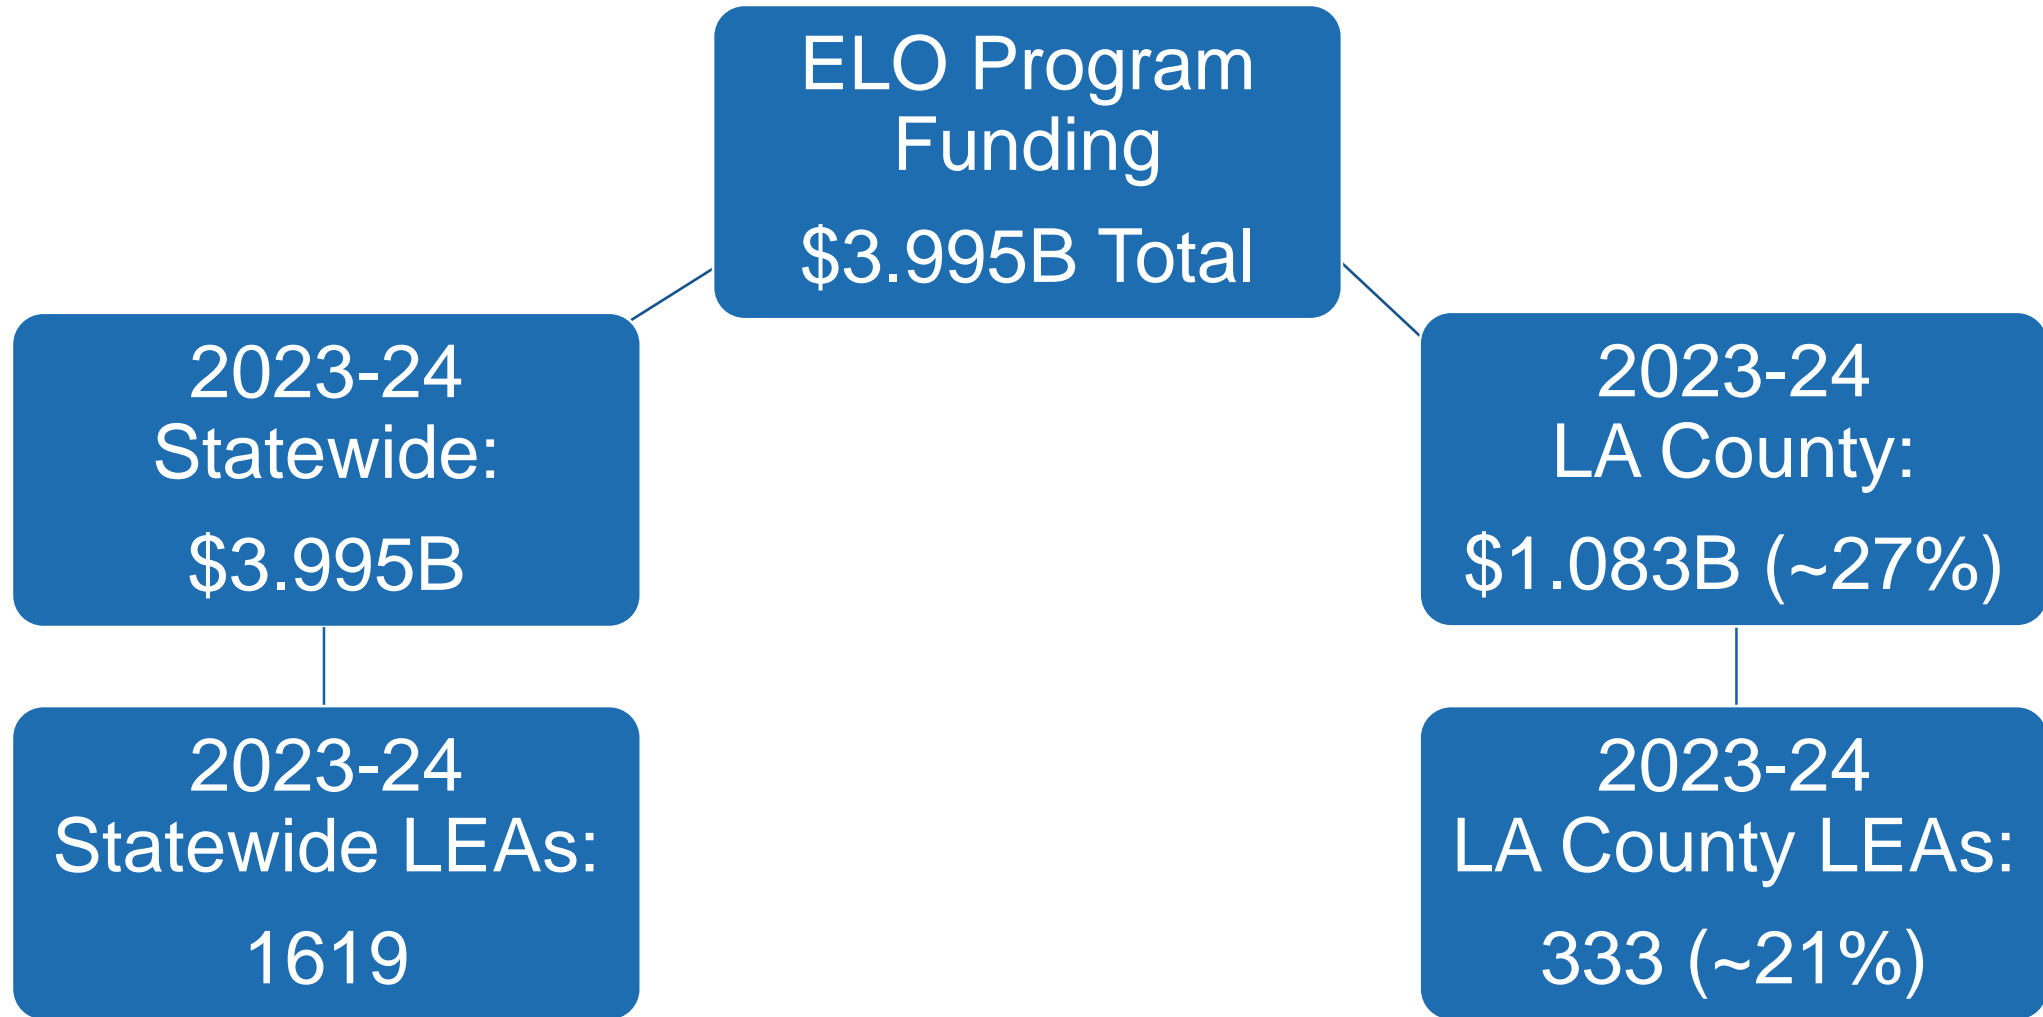 ELO Program
Funding
$3.995B Total
2023-24
Statewide:
$3.995B
2023-24
LA County:
$1.083B (~27%)
2023-24
Statewide LEAs:
1619
2023-24
LA County LEAs:
333 (~21%)